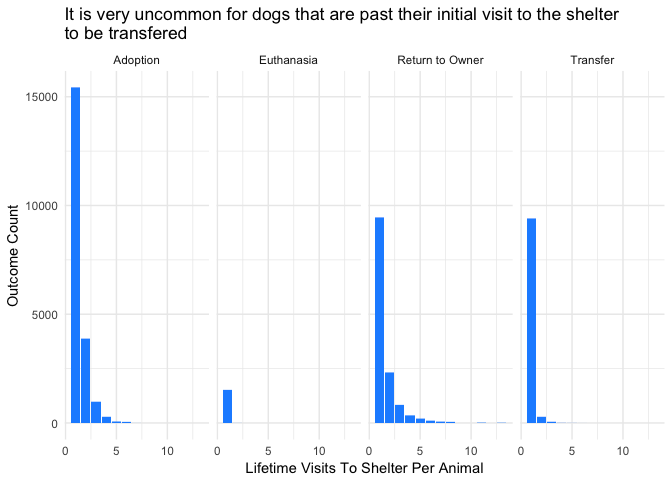 It is very uncommon for dogs that are past their initial visit to the shelter
to be transfered
Adoption
Euthanasia
Return to Owner
Transfer
15000
10000
5000
0
Outcome Count
0 5 10
0 5 10
0 5 10
0 5 10
Lifetime Visits To Shelter Per Animal